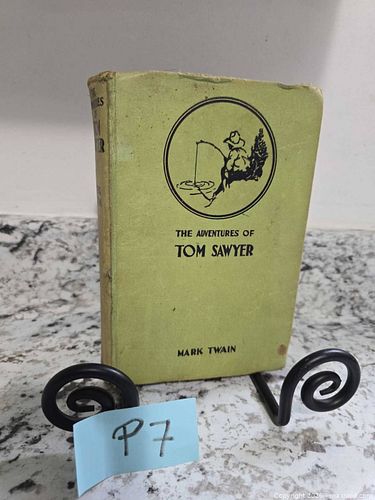 THE ADVENTURES OF
TOM SAWYER
MARK TWAIN
P7